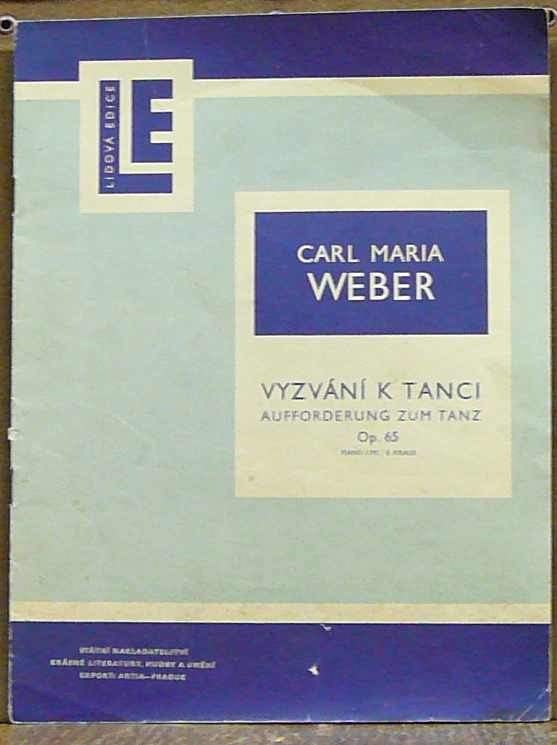 LIDOVÁ EDICE
LE
CARL MARIA
WEBER
VYZVÁNÍ K TANCI
AUFFORDERUNG ZUM TANZ
Op. 65
PIANO
STÁTNÍ NAKLADATELSTVÍ
KRÁSNÉ LITERATURY, HUDBY A UMĚNÍ
EXPORT: ARTIA—PRAGUE